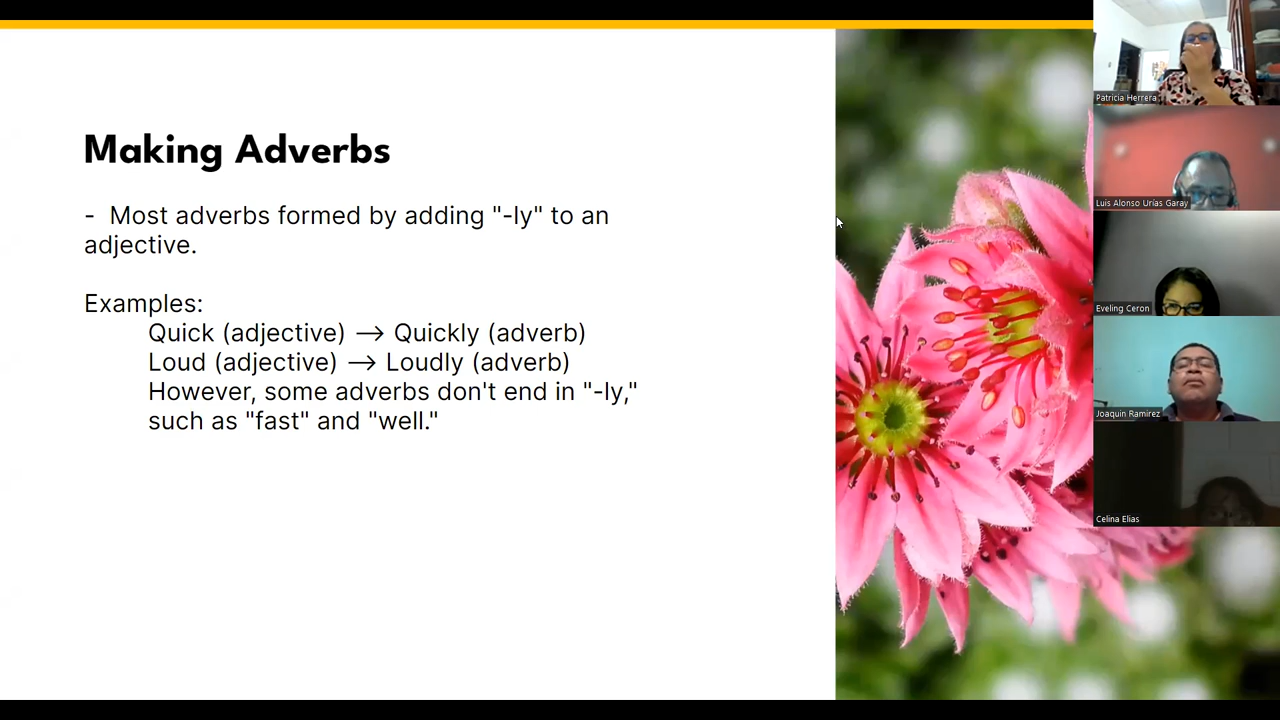 Making Adverbs
- Most adverbs formed by adding "-ly" to an
adjective.
Examples:
Quick (adjective) → Quickly (adverb)
Loud (adjective) → Loudly (adverb)
However, some adverbs don't end in "-ly,"
such as "fast" and "well."
Patricia Herrera
Luis Alonso Urías Garay
Eveling Ceron
Joaquin Ramirez
Celina Elias